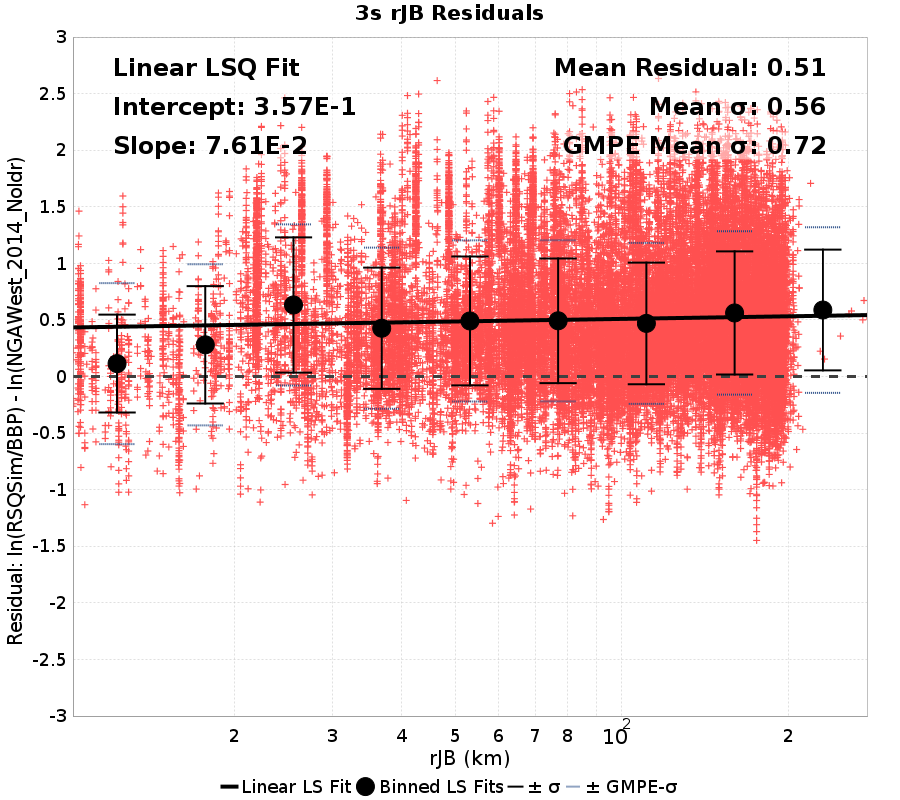 3s rJB Residuals
Linear LSQ Fit
Intercept: 3.57E-1
Slope: 7.61E-2
Mean Residual: 0.51
Mean σ: 0.56
GMPE Mean σ: 0.72
Residual: ln(RSQSim/BBP) - ln(NGAWest_2014_NoIdr)
3
2.5
2
1.5
1
0.5
0
-0.5
-1
-1.5
-2
-2.5
-3
2 3 4 5 6 7 8 10² 2
rJB (km)
Linear LS Fit Binned LS Fits ± σ ± GMPE-σ